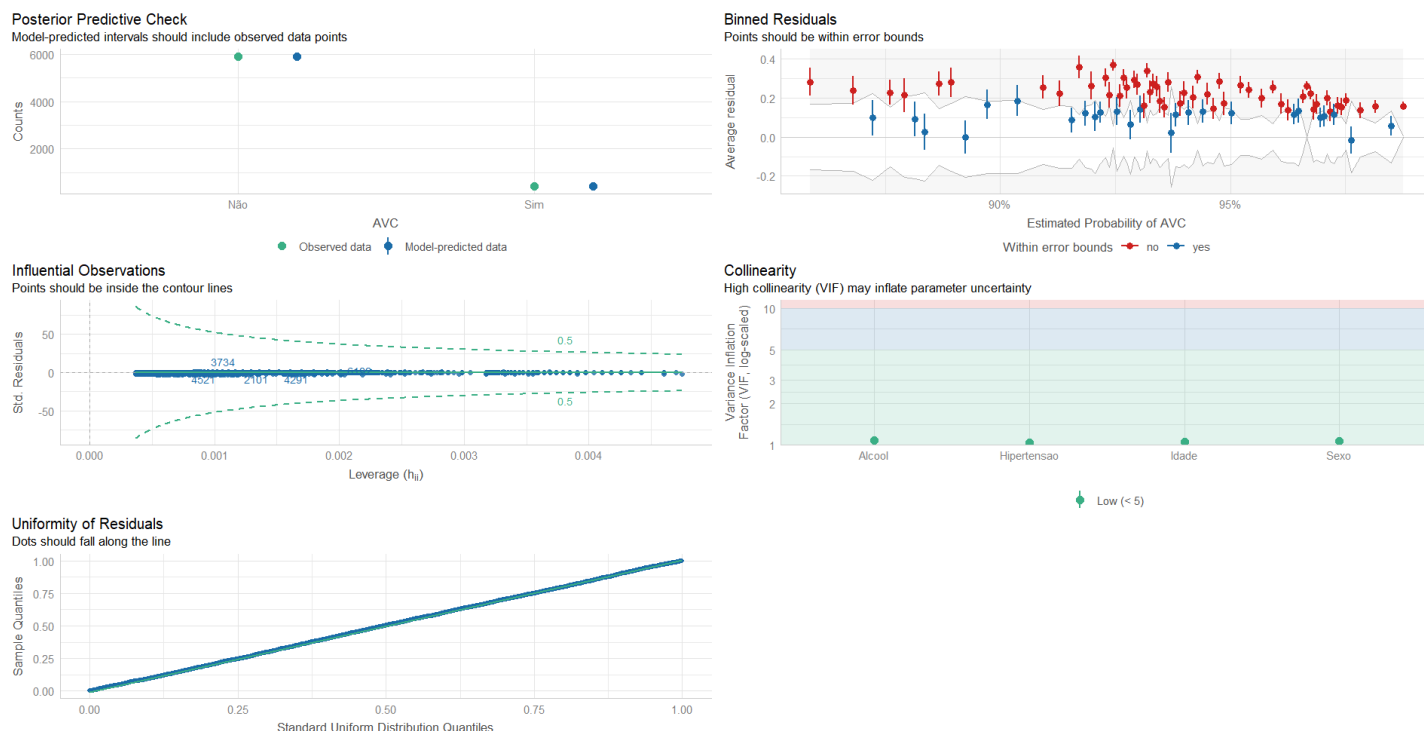 Posterior Predictive Check
Model-predicted intervals should include observed data points
6000
4000
2000
Counts
Não
Sim
AVC
Observed data
Model-predicted data
Binned Residuals
Points should be within error bounds
0.4
0.2
0.0
-0.2
Average residual
90%
95%
Estimated Probability of AVC
Within error bounds
no
yes
Influential Observations
Points should be inside the contour lines
50
0
-50
Std. Residuals
0.5
3734
4521
2101
4291
0.5
0.000
0.001
0.002
0.003
0.004
Leverage (hii)
Collinearity
High collinearity (VIF) may inflate parameter uncertainty
10
5
3
2
1
Variance Inflation
Factor (VIF, log-scaled)
Alcool
Hipertensao
Idade
Sexo
Low (< 5)
Uniformity of Residuals
Dots should fall along the line
1.00
0.75
0.50
0.25
0.00
Sample Quantiles
0.00
0.25
0.50
0.75
1.00
Standard Uniform Distribution Quantiles